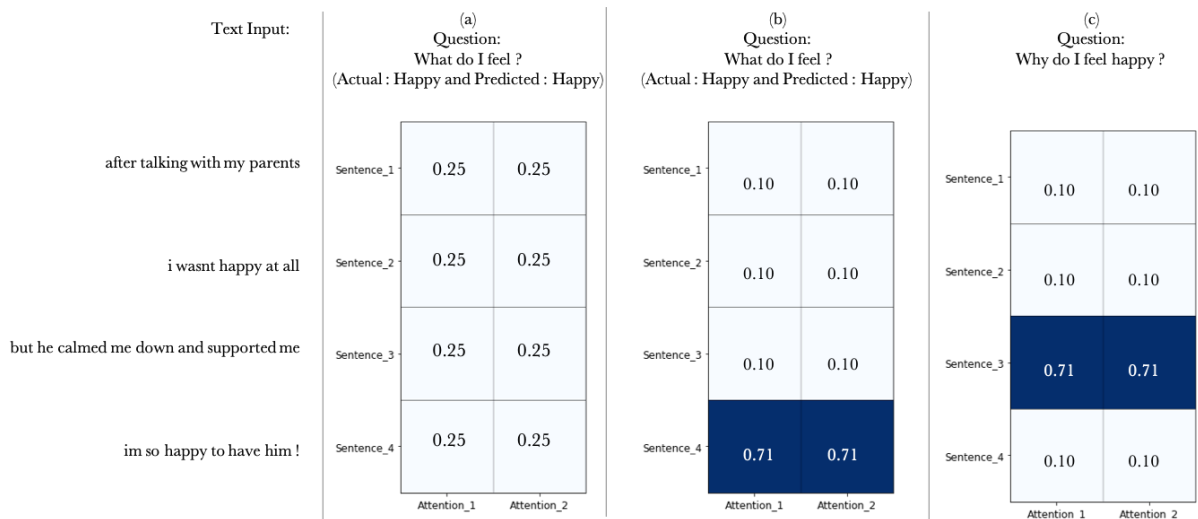 Text Input:
after talking with my parents
i wasnt happy at all
but he calmed me down and supported me
im so happy to have him !
(a)
Question:
What do I feel ?
(Actual : Happy and Predicted : Happy)
Sentence_1 0.25 0.25
Sentence_2 0.25 0.25
Sentence_3 0.25 0.25
Sentence_4 0.25 0.25
Attention_1 Attention_2
(b)
Question:
What do I feel ?
(Actual : Happy and Predicted : Happy)
Sentence_1 0.10 0.10
Sentence_2 0.10 0.10
Sentence_3 0.10 0.10
Sentence_4 0.71 0.71
Attention_1 Attention_2
(c)
Question:
Why do I feel happy ?
Sentence_1 0.10 0.10
Sentence_2 0.10 0.10
Sentence_3 0.71 0.71
Sentence_4 0.10 0.10
Attention 1 Attention 2